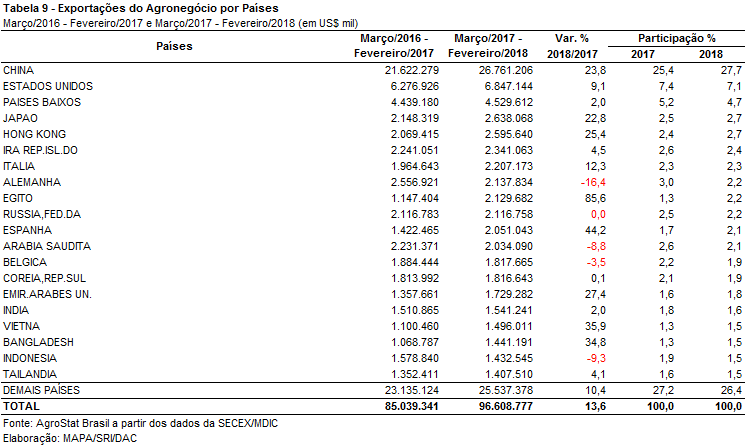 Tabela 9 - Exportações do Agronegócio por Países
Março/2016 - Fevereiro/2017 e Março/2017 - Fevereiro/2018 (em US$ mil)
Países Março/2016 - Fevereiro/2017 Março/2017 - Fevereiro/2018 Var. % 2018/2017 Participação %
2017 2018
CHINA 21.622.279 26.761.206 23,8 25,4 27,7
ESTADOS UNIDOS 6.276.926 6.847.144 9,1 7,4 7,1
PAISES BAIXOS 4.439.180 4.529.612 2,0 5,2 4,7
JAPAO 2.148.319 2.638.068 22,8 2,5 2,7
HONG KONG 2.069.415 2.595.640 25,4 2,4 2,7
IRA REP.ISL.DO 2.241.051 2.341.063 4,5 2,6 2,4
ITALIA 1.964.643 2.207.173 12,3 2,3 2,3
ALEMANHA 2.556.921 2.137.834 -16,4 3,0 2,2
EGITO 1.147.404 2.129.682 85,6 1,3 2,2
RUSSIA,FED.DA 2.116.783 2.116.758 0,0 2,5 2,2
ESPANHA 1.422.465 2.051.043 44,2 1,7 2,1
ARABIA SAUDITA 2.231.371 2.034.090 -8,8 2,6 2,1
BELGICA 1.884.444 1.817.665 -3,5 2,2 1,9
COREIA,REP.SUL 1.813.992 1.816.643 0,1 2,1 1,9
EMIR.ARABES UN. 1.357.661 1.729.282 27,4 1,6 1,8
INDIA 1.510.865 1.541.241 2,0 1,8 1,6
VIETNA 1.100.460 1.496.011 35,9 1,3 1,5
BANGLADESH 1.068.787 1.441.191 34,8 1,3 1,5
INDONESIA 1.578.840 1.432.545 -9,3 1,9 1,5
TAILANDIA 1.352.411 1.407.510 4,1 1,6 1,5
DEMAIS PAÍSES 23.135.124 25.537.378 10,4 27,2 26,4
TOTAL 85.039.341 96.608.777 13,6 100,0 100,0
Fonte: AgroStat Brasil a partir dos dados da SECEX/MDIC
Elaboração: MAPA/SRI/DAC